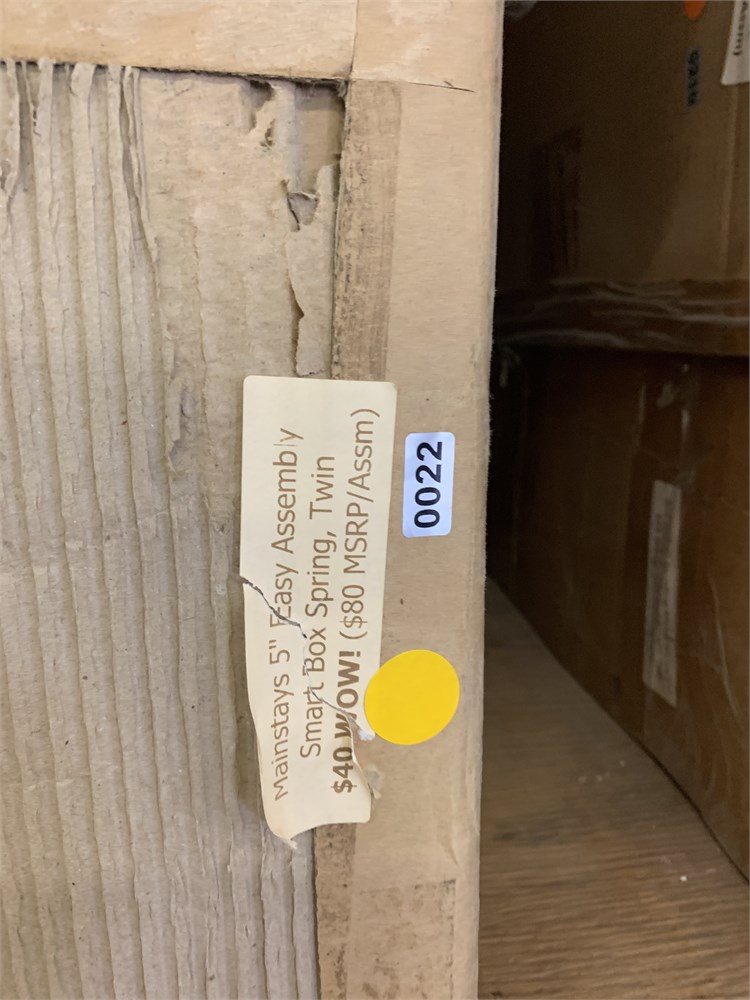 Mainstays 5" Easy Assembly
Smart Box Spring, Twin
$40 WOW! ($80 MSRP/Assm)
0022